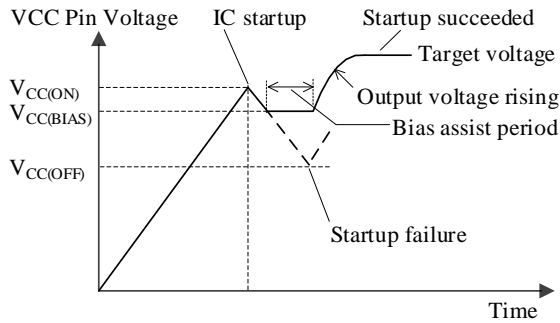 VCC Pin Voltage
IC startup
Startup succeeded
Target voltage
VCC(ON)
Output voltage rising
VCC(BIAS)
Bias assist period
VCC(OFF)
Startup failure
Time